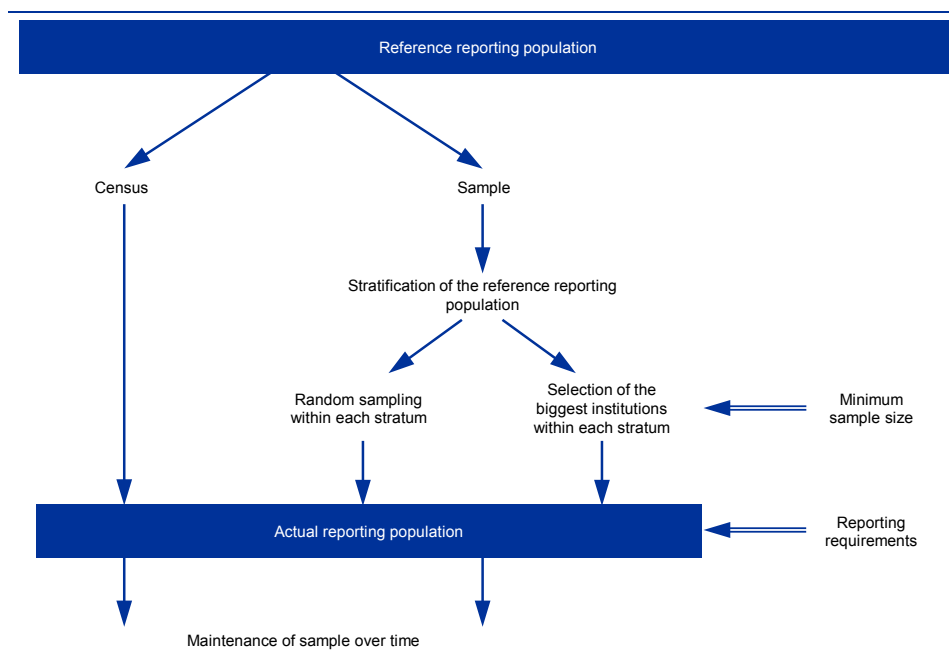 Reference reporting population
Census
Sample
Stratification of the reference reporting
population
Random sampling
within each stratum
Selection of the
biggest institutions
within each stratum
Minimum
sample size
Actual reporting population
Reporting
requirements
Maintenance of sample over time